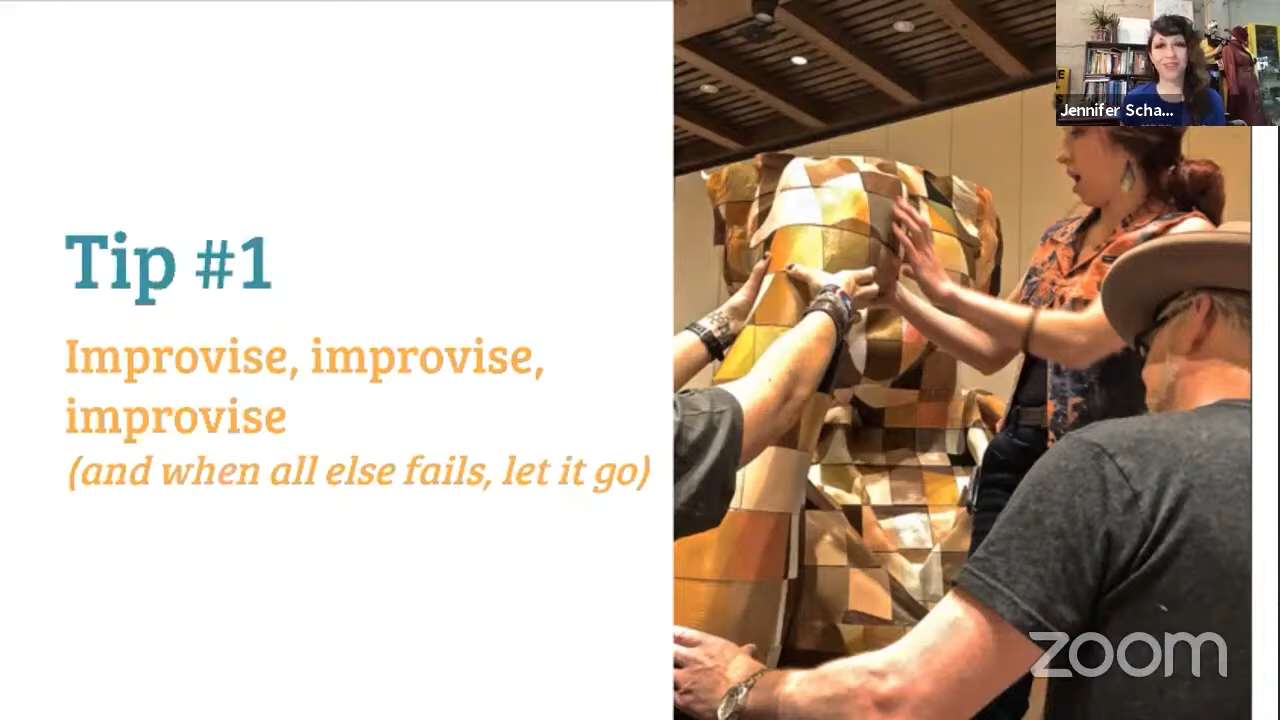 Jennifer Scha...
Tip #1
Improvise, improvise,
improvise
(and when all else fails, let it go)
zoom